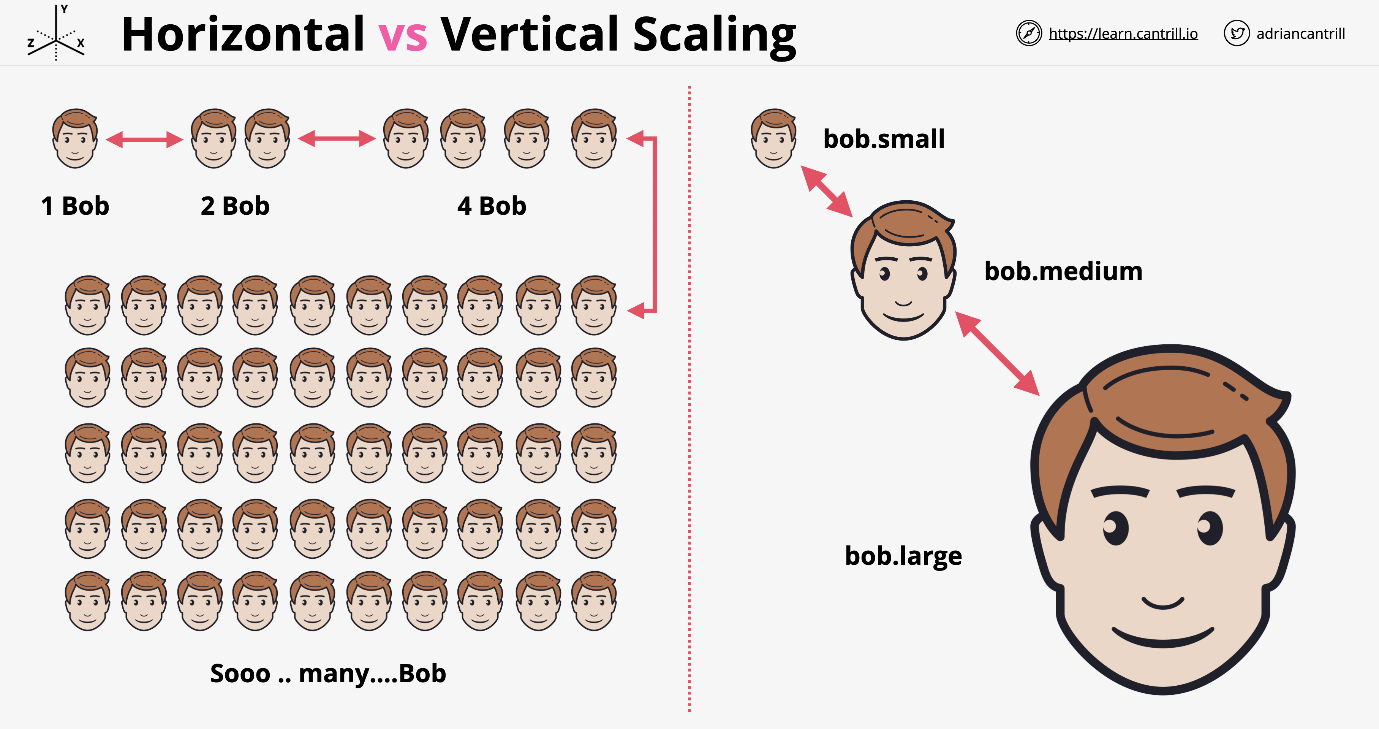 Y
Z
X
Horizontal vs Vertical Scaling
https://learn.cantrill.io
adriancantrill
1 Bob
2 Bob
4 Bob
Sooo .. many....Bob
bob.small
bob.medium
bob.large